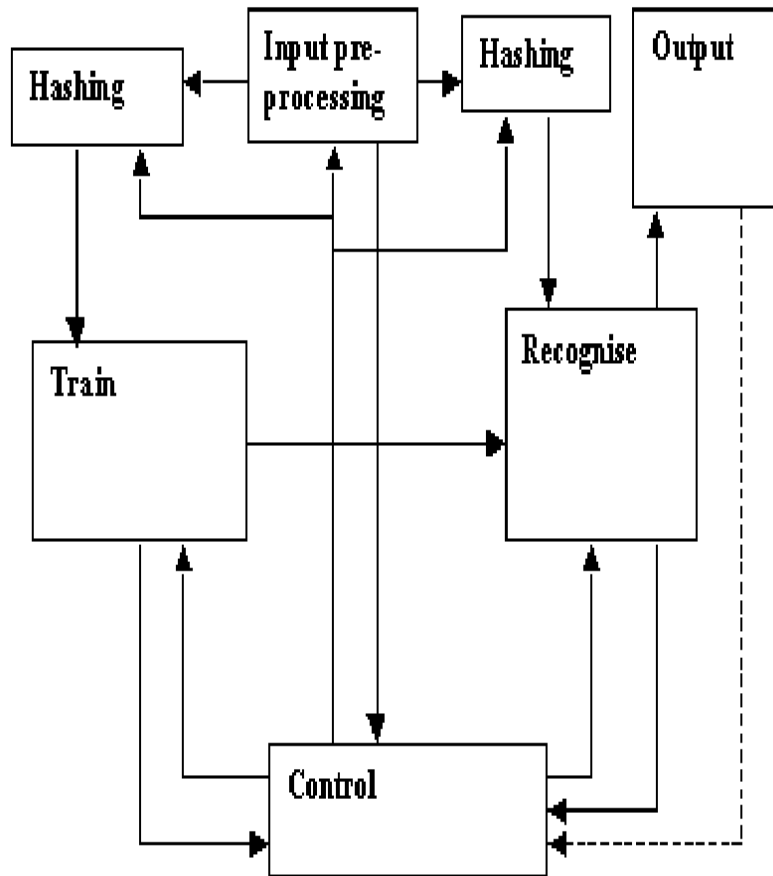 Hashing
Input pre-
processing
Hashing
Output
Train
Recognise
Control